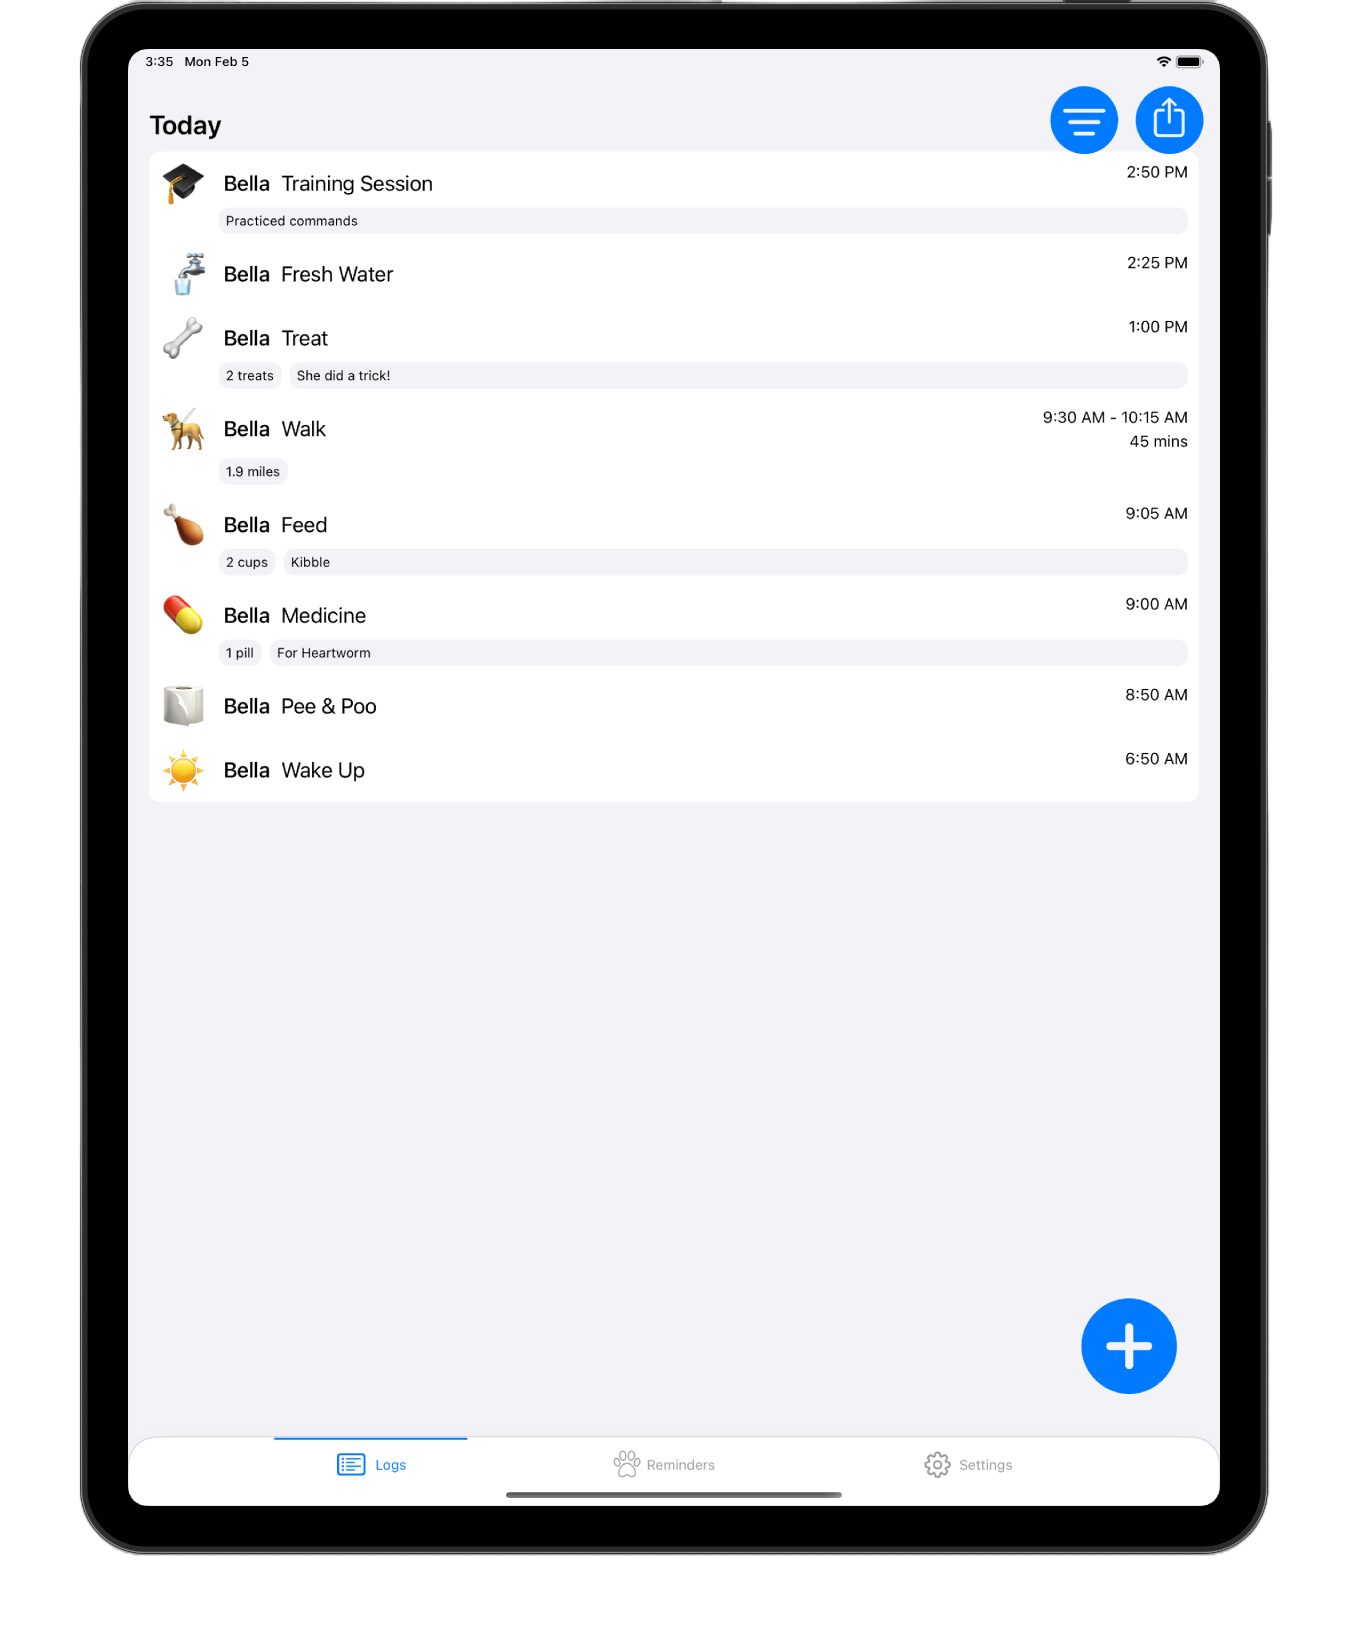 3:35 Mon Feb 5
Today
Bella Training Session 2:50 PM
Practiced commands
Bella Fresh Water 2:25 PM
Bella Treat 1:00 PM
2 treats She did a trick!
Bella Walk 9:30 AM - 10:15 AM
45 mins
1.9 miles
Bella Feed 9:05 AM
2 cups Kibble
Bella Medicine 9:00 AM
1 pill For Heartworm
Bella Pee & Poo 8:50 AM
Bella Wake Up 6:50 AM
Logs Reminders Settings